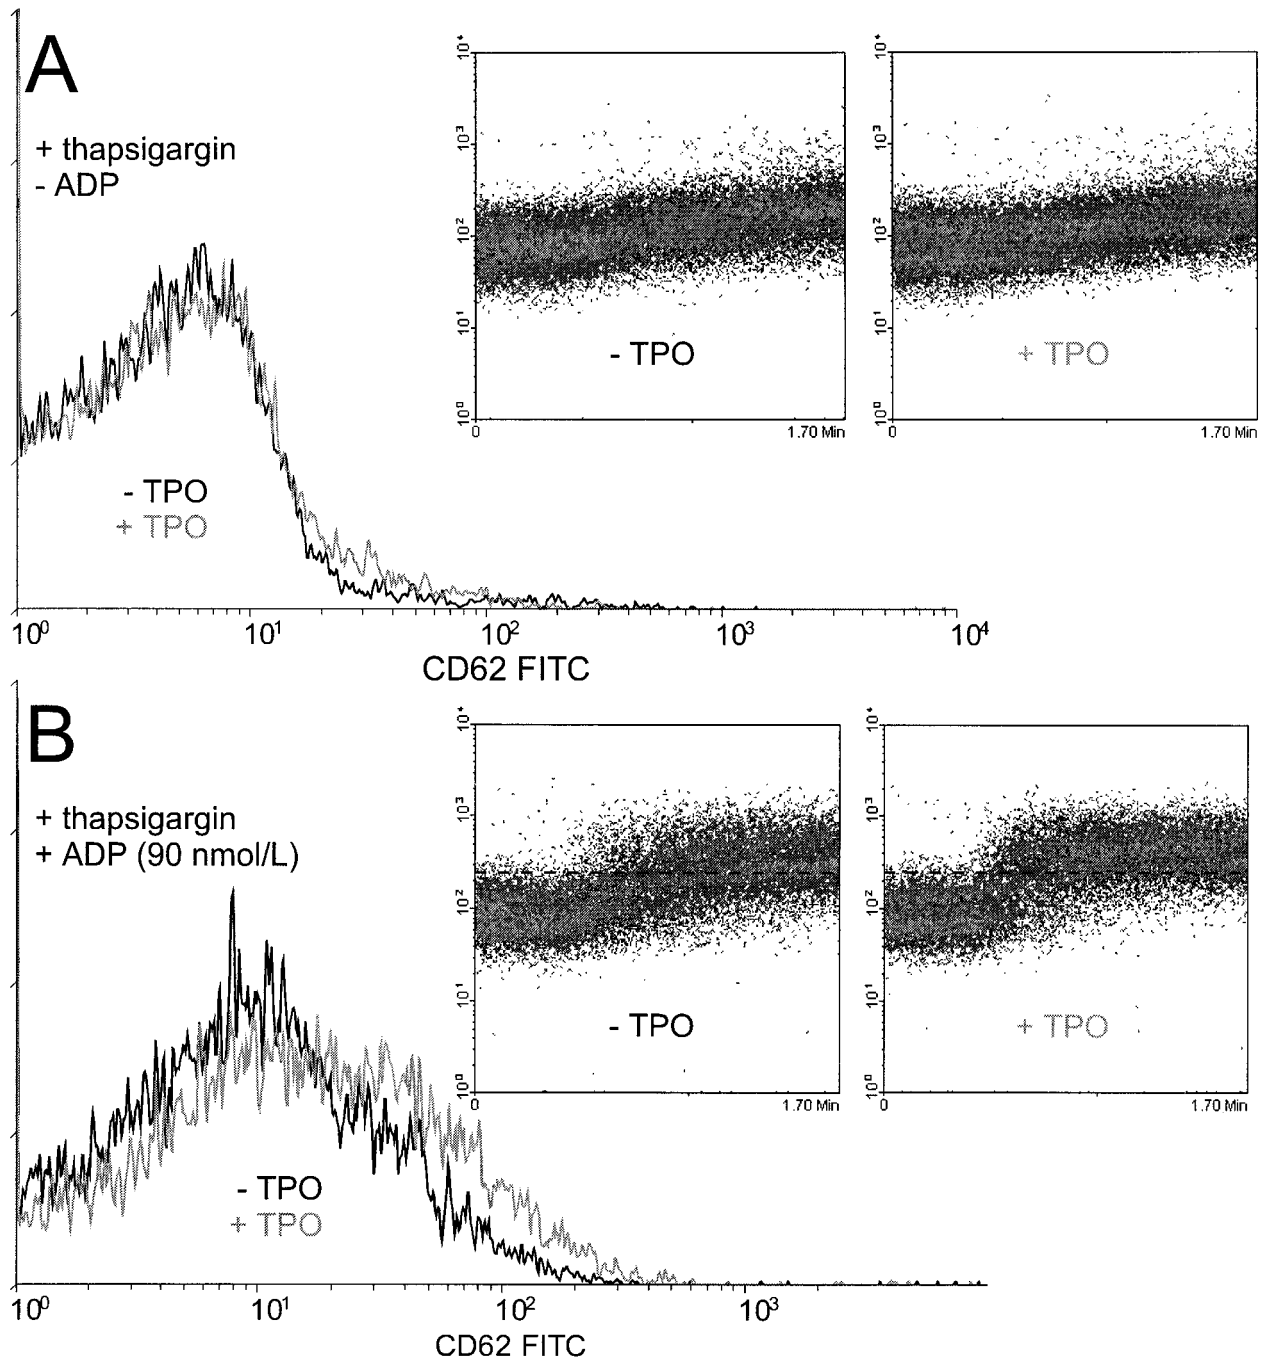 A
+ thapsigargin
- ADP
- TPO
+ TPO
10⁰ 10¹ 10² 10³ 10⁴
CD62 FITC
10⁴
10³
10²
10¹
10⁰
- TPO
0 1.70 Min
10⁴
10³
10²
10¹
10⁰
+ TPO
0 1.70 Min
B
+ thapsigargin
+ ADP (90 nmol/L)
- TPO
+ TPO
10⁰ 10¹ 10² 10³
CD62 FITC
10⁴
10³
10²
10¹
10⁰
- TPO
0 1.70 Min
10⁴
10³
10²
10¹
10⁰
+ TPO
0 1.70 Min